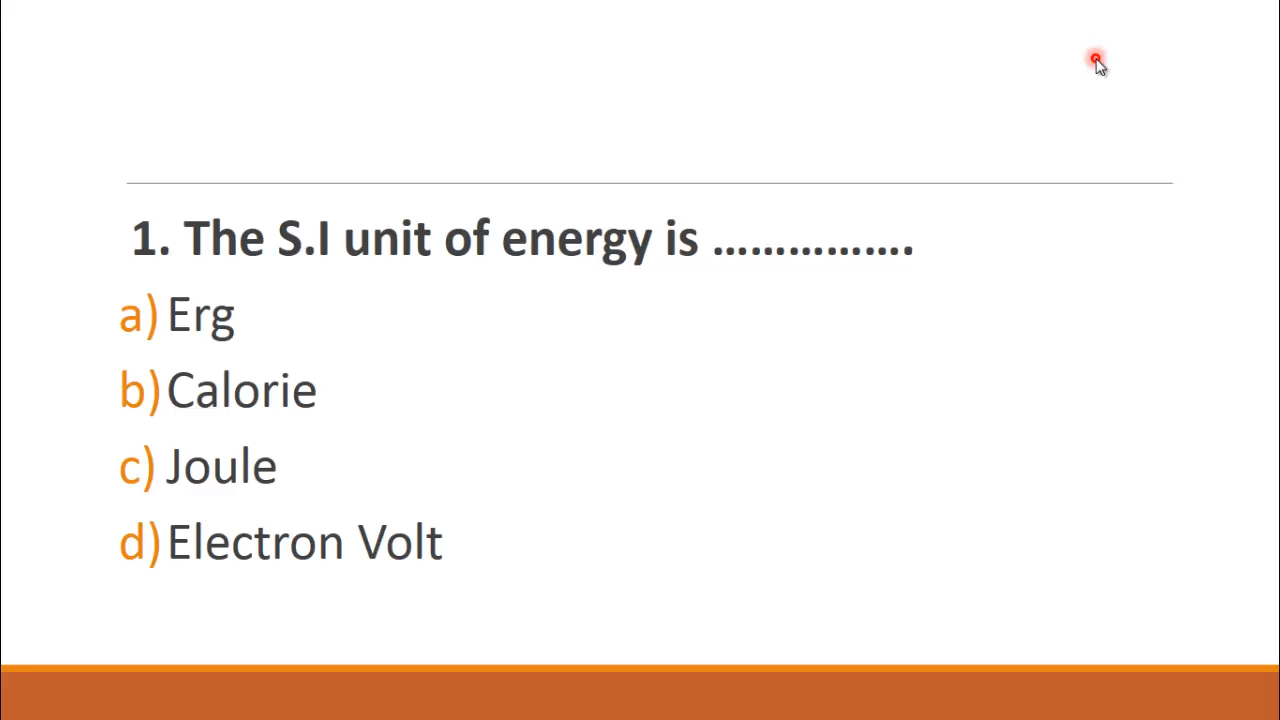 1. The S.I unit of energy is …………….
a) Erg
b) Calorie
c) Joule
d) Electron Volt